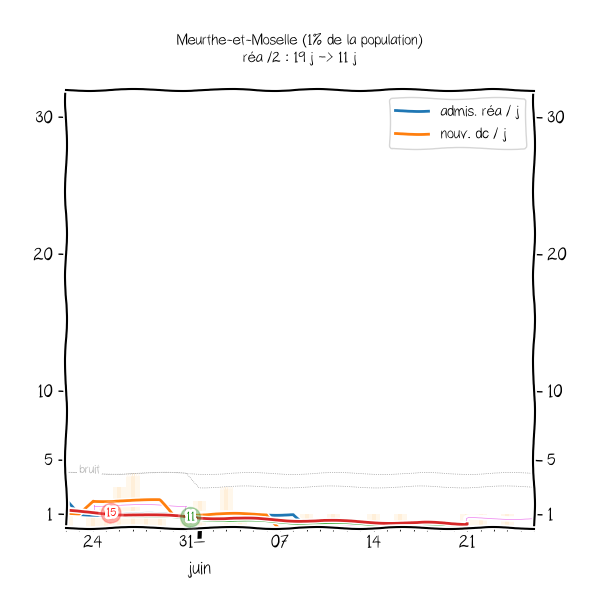 Meurthe-et-Moselle (1% de la population)
réa /2 : 19 j -> 11 j
admis. réa / j
nouv. dc / j
30 30
20 20
10 10
5 5
bruit
1 15 11 1
24 31 07 14 21
juin